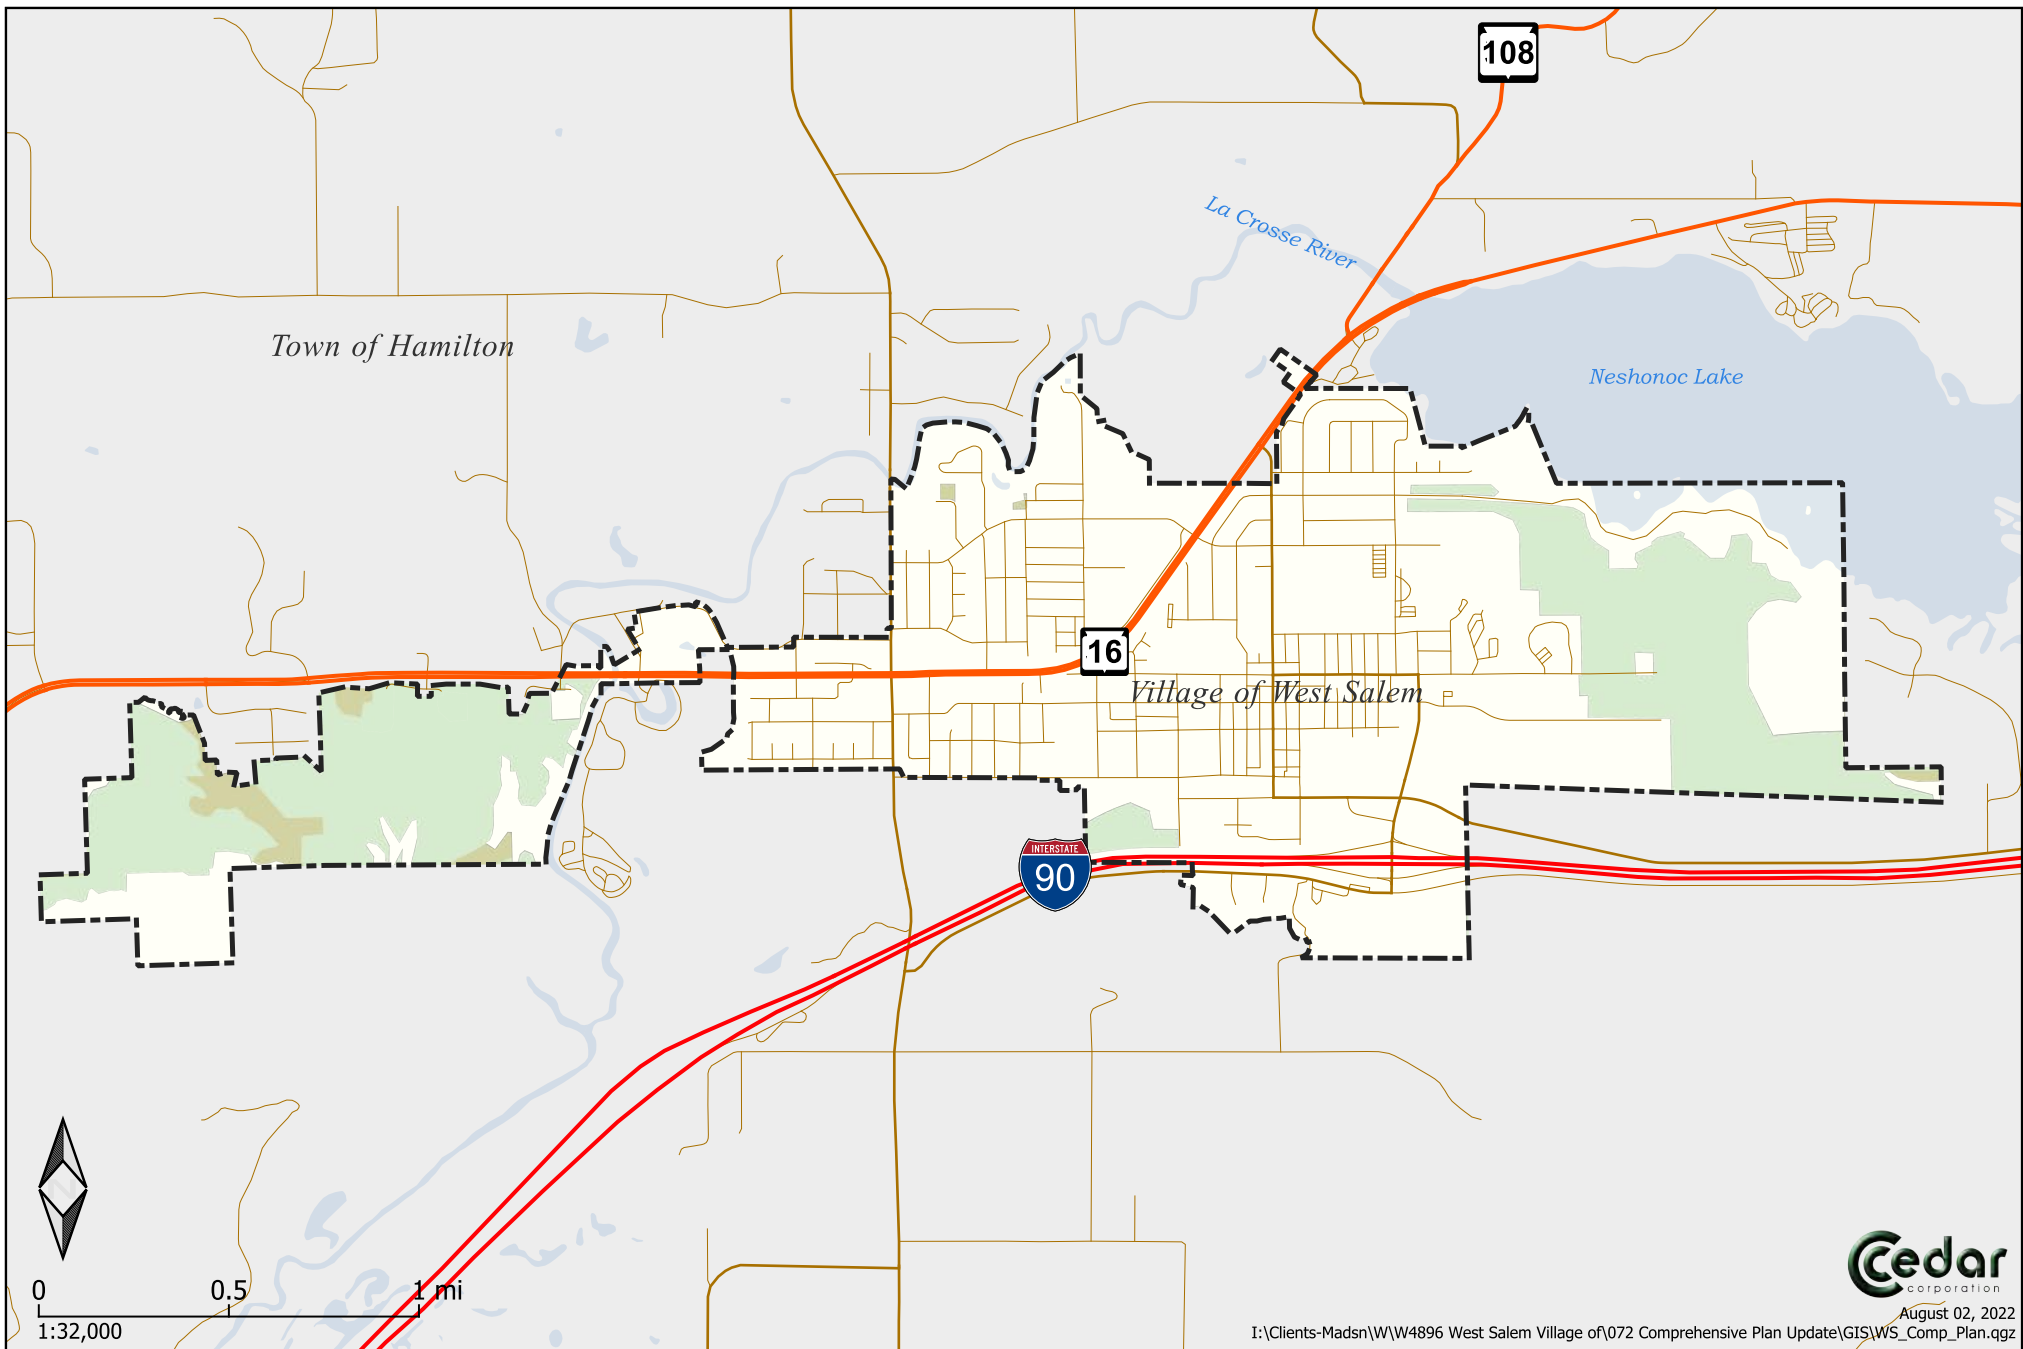 108
La Crosse River
Town of Hamilton
Neshonoc Lake
16
Village of West Salem
INTERSTATE
90
0 0.5 1 mi
1:32,000
Cedar
corporation
August 02, 2022
I:\Clients-Madsn\W\W4896 West Salem Village of\072 Comprehensive Plan Update\GIS\WS_Comp_Plan.qgz